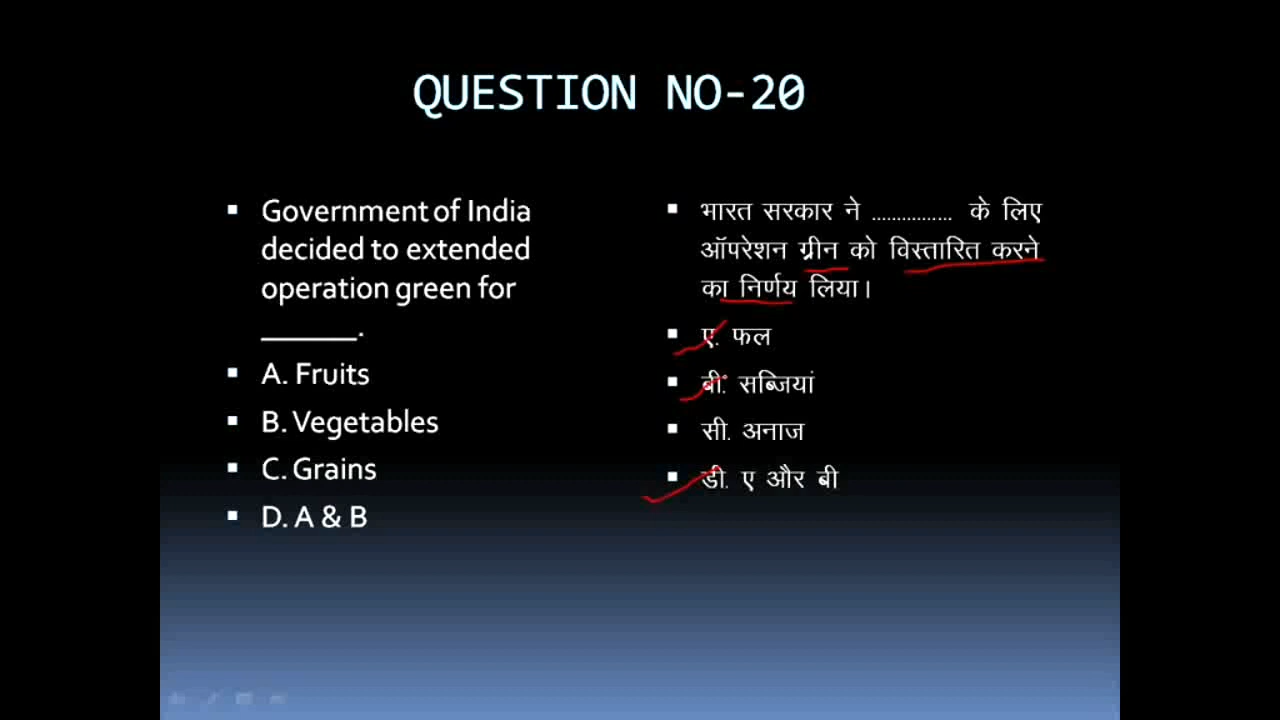 QUESTION NO-20
Government of India
decided to extended
operation green for
______.
A. Fruits
B. Vegetables
C. Grains
D. A & B
भारत सरकार ने ................ के लिए
ऑपरेशन ग्रीन को विस्तारित करने
का निर्णय लिया।
ए. फल
बी. सब्जियां
सी. अनाज
डी. ए और बी